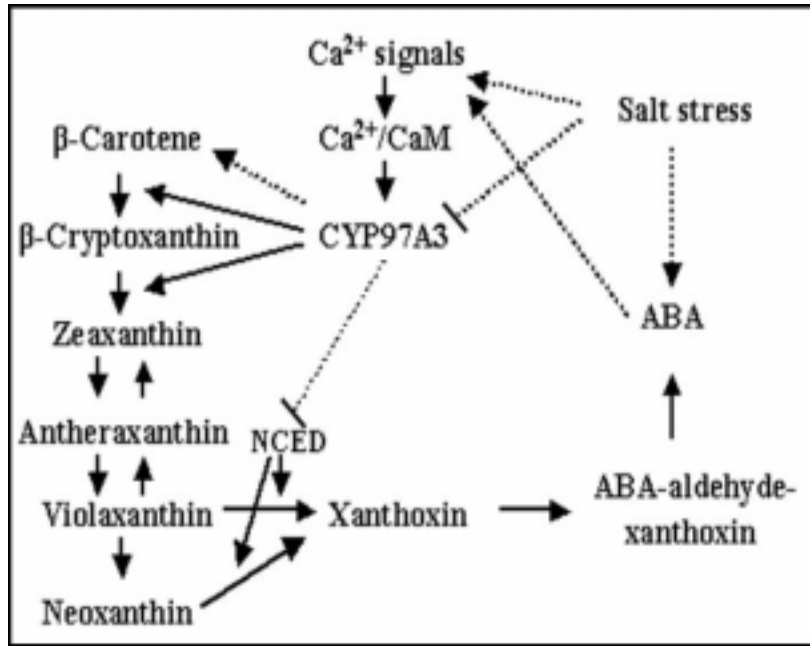 Ca²⁺ signals
Salt stress
β-Carotene
Ca²⁺/CaM
β-Cryptoxanthin
CYP97A3
Zeaxanthin
ABA
Antheraxanthin
NCED
Violaxanthin
Xanthoxin
ABA-aldehyde-
xanthoxin
Neoxanthin